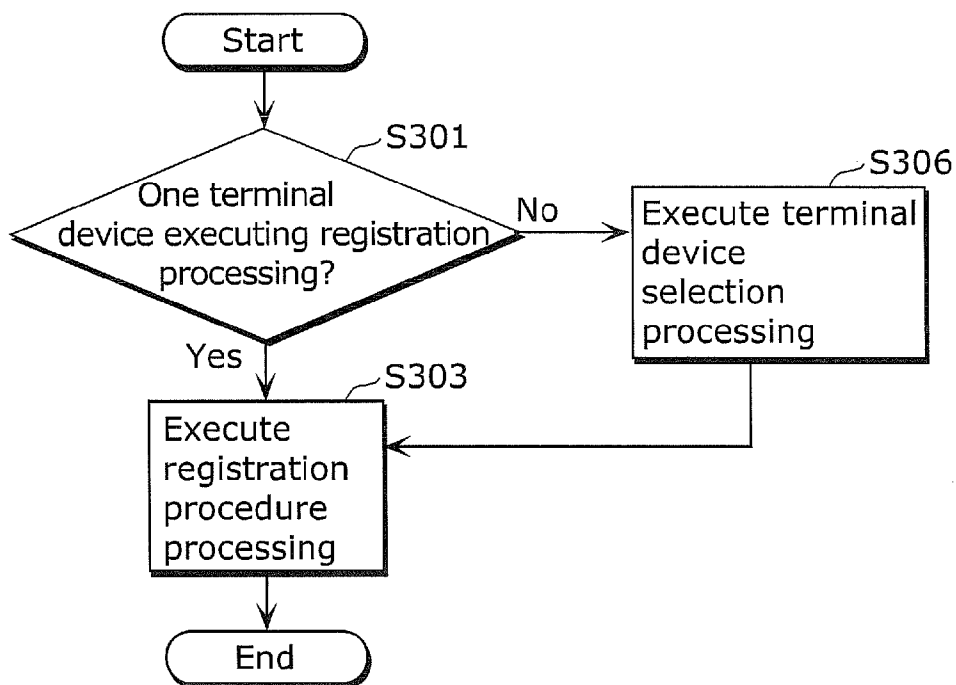 Start
S301
One terminal
device executing registration
processing?
No
S306
Execute terminal
device
selection
processing
Yes
S303
Execute
registration
procedure
processing
End